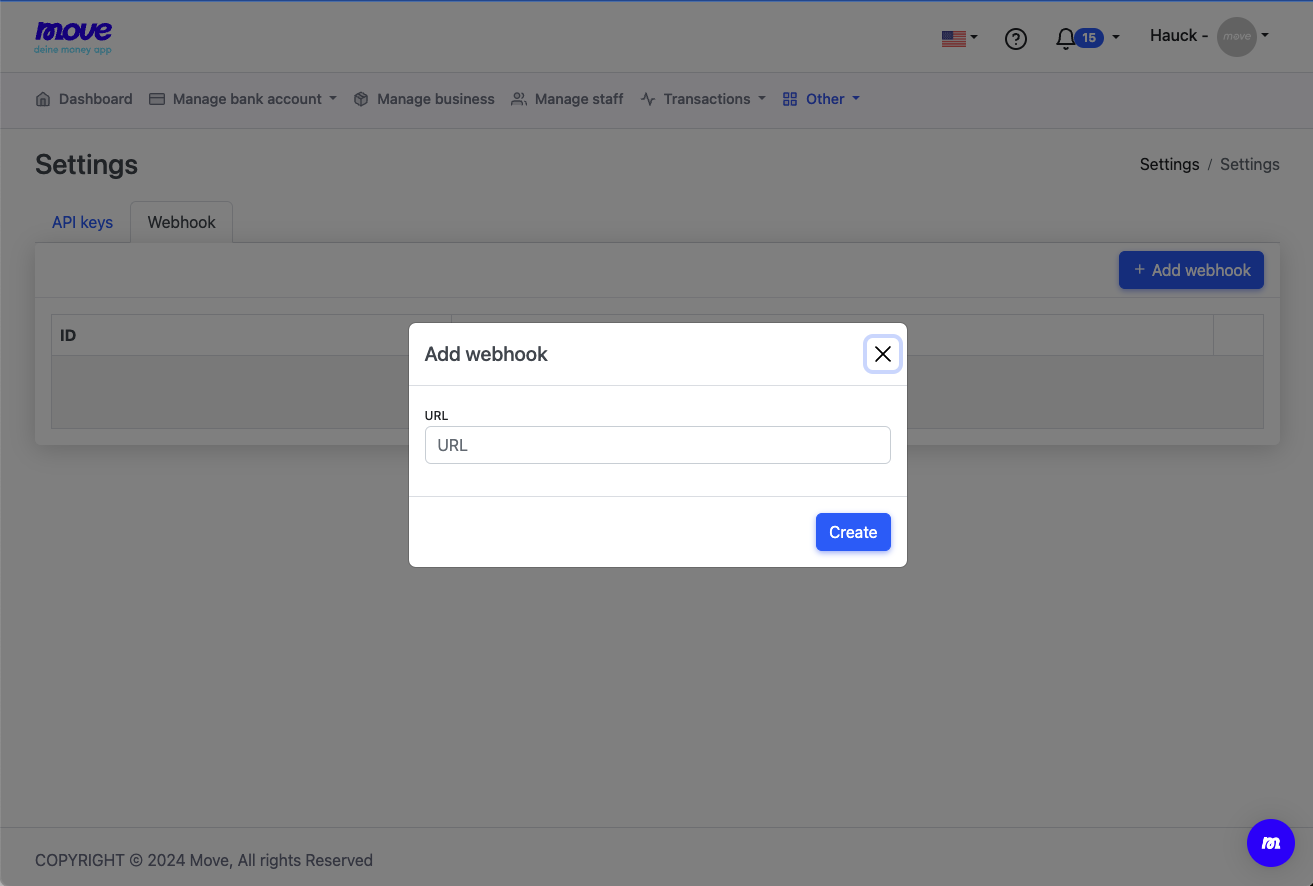 move
deine money app
15
Hauck -
move
Dashboard
Manage bank account
Manage business
Manage staff
Transactions
Other
Settings
Settings / Settings
API keys
Webhook
+ Add webhook
ID
Add webhook
URL
URL
Create
COPYRIGHT © 2024 Move, All rights Reserved
m